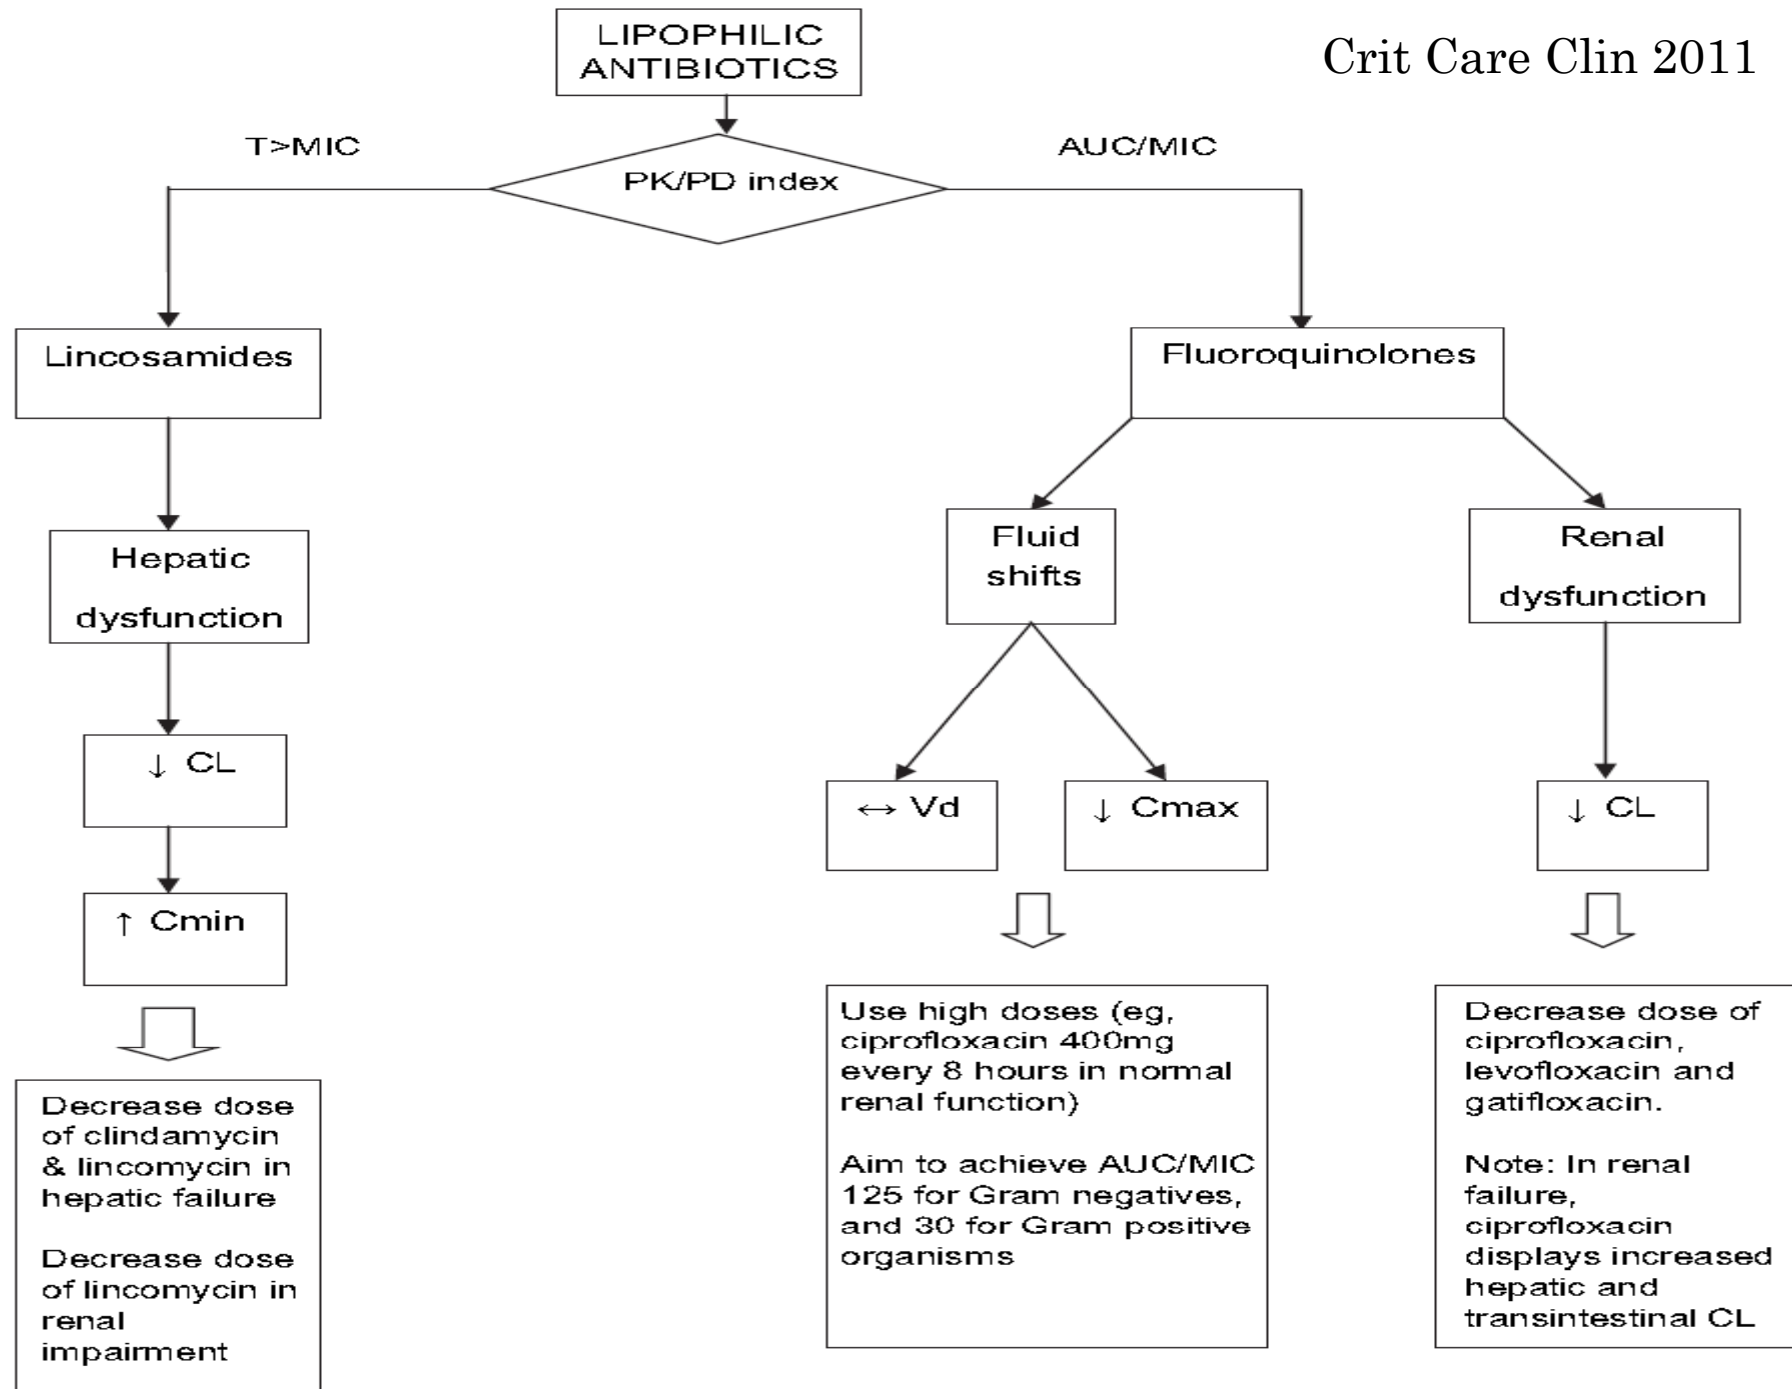 LIPOPHILIC
ANTIBIOTICS
Crit Care Clin 2011
T>MIC
PK/PD index
AUC/MIC
Lincosamides
Fluoroquinolones
Hepatic
dysfunction
Fluid
shifts
Renal
dysfunction
↓ CL
↔ Vd
↓ Cmax
↓ CL
↑ Cmin
Decrease dose
of clindamycin
& lincomycin in
hepatic failure
Decrease dose
of lincomycin in
renal
impairment
Use high doses (eg,
ciprofloxacin 400mg
every 8 hours in normal
renal function)
Aim to achieve AUC/MIC
125 for Gram negatives,
and 30 for Gram positive
organisms
Decrease dose of
ciprofloxacin,
levofloxacin and
gatifloxacin.
Note: In renal
failure,
ciprofloxacin
displays increased
hepatic and
transintestinal CL